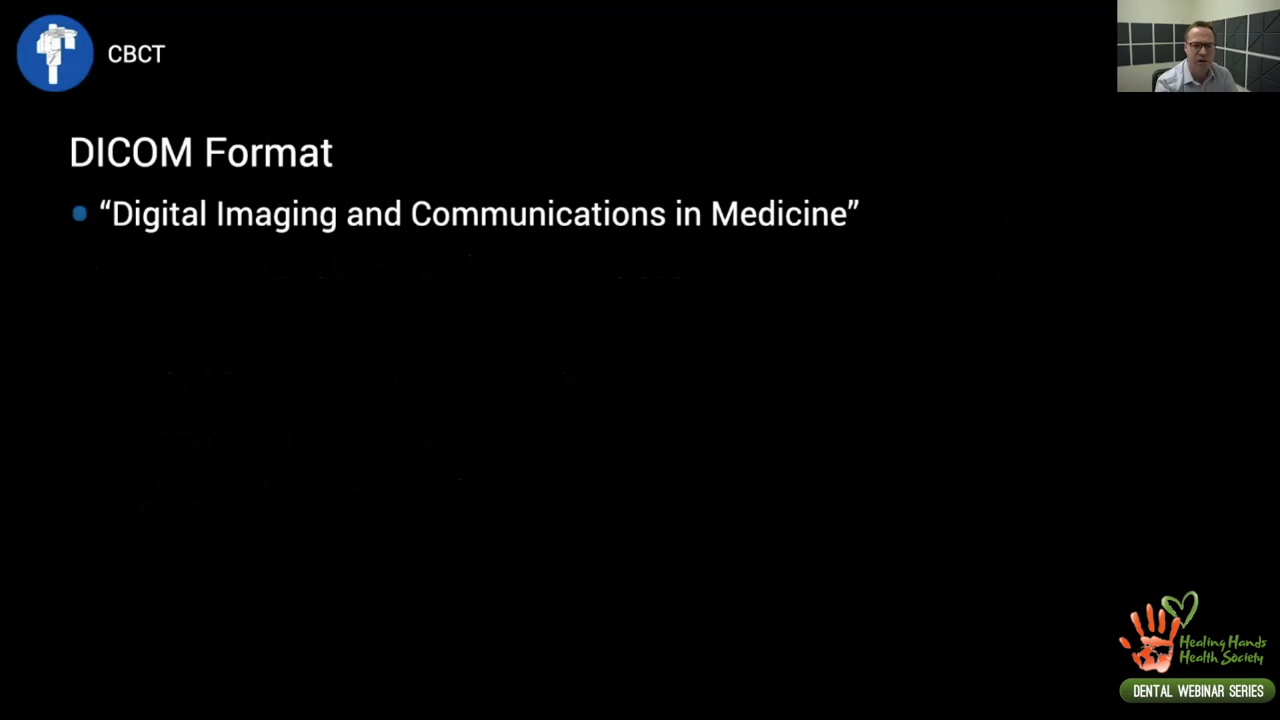 CBCT
DICOM Format
“Digital Imaging and Communications in Medicine”
Healing Hands
Health Society
DENTAL WEBINAR SERIES